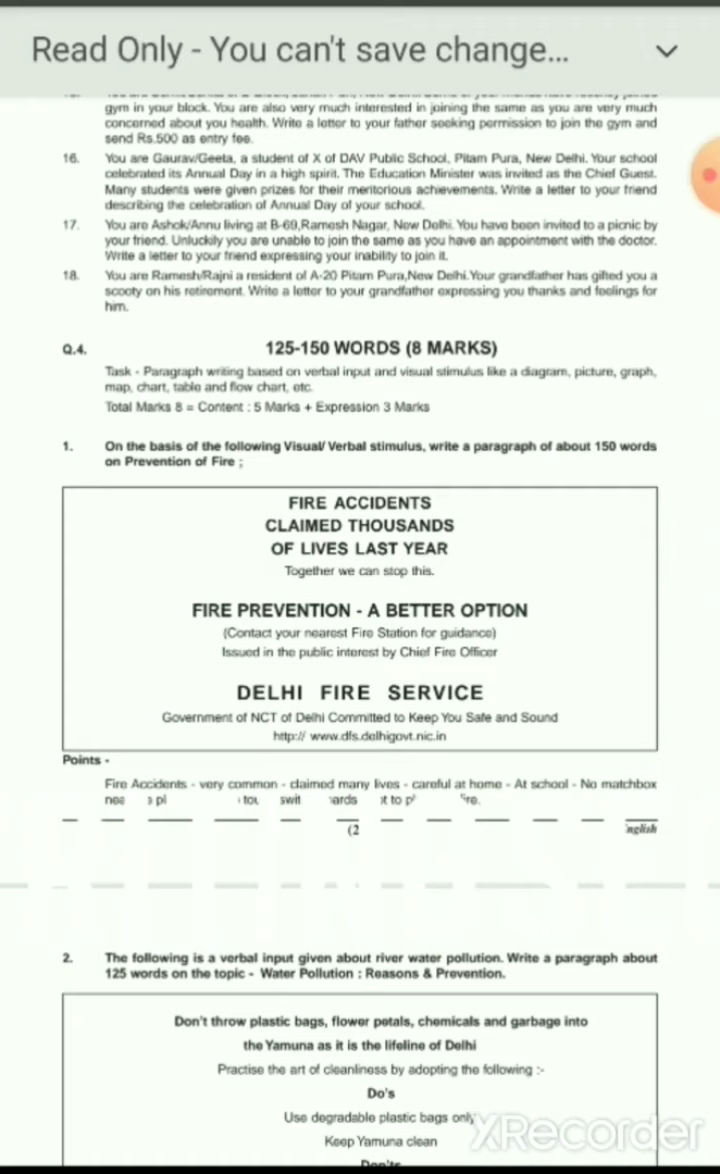 Read Only - You can't save change...
gym in your block. You are also very much interested in joining the same as you are very much
concerned about you health. Write a letter to your father seeking permission to join the gym and
send Rs.500 as entry fee.
16. You are Gaurav/Geeta, a student of X of DAV Public School, Pitam Pura, New Delhi. Your school
celebrated its Annual Day in a high spirit. The Education Minister was invited as the Chief Guest.
Many students were given prizes for their meritorious achievements. Write a letter to your friend
describing the celebration of Annual Day of your school.
17. You are Ashok/Annu living at B-69,Ramesh Nagar, New Delhi. You have been invited to a picnic by
your friend. Unluckily you are unable to join the same as you have an appointment with the doctor.
Write a letter to your friend expressing your inability to join it.
18. You are Ramesh/Rajni a resident of A-20 Pitam Pura,New Delhi.Your grandfather has gifted you a
scooty on his retirement. Write a letter to your grandfather expressing you thanks and feelings for
him.
Q.4. 125-150 WORDS (8 MARKS)
Task - Paragraph writing based on verbal input and visual stimulus like a diagram, picture, graph,
map, chart, table and flow chart, etc.
Total Marks 8 = Content : 5 Marks + Expression 3 Marks
1. On the basis of the following Visual/ Verbal stimulus, write a paragraph of about 150 words
on Prevention of Fire ;
FIRE ACCIDENTS
CLAIMED THOUSANDS
OF LIVES LAST YEAR
Together we can stop this.
FIRE PREVENTION - A BETTER OPTION
(Contact your nearest Fire Station for guidance)
Issued in the public interest by Chief Fire Officer
DELHI FIRE SERVICE
Government of NCT of Delhi Committed to Keep You Safe and Sound
http:// www.dfs.delhigovt.nic.in
Points -
Fire Accidents - very common - claimed many lives - careful at home - At school - No matchbox
(2
2. The following is a verbal input given about river water pollution. Write a paragraph about
125 words on the topic - Water Pollution : Reasons & Prevention.
Don't throw plastic bags, flower petals, chemicals and garbage into
the Yamuna as it is the lifeline of Delhi
Practise the art of cleanliness by adopting the following :-
Do's
Use degradable plastic bags only
Keep Yamuna clean
XRecorder